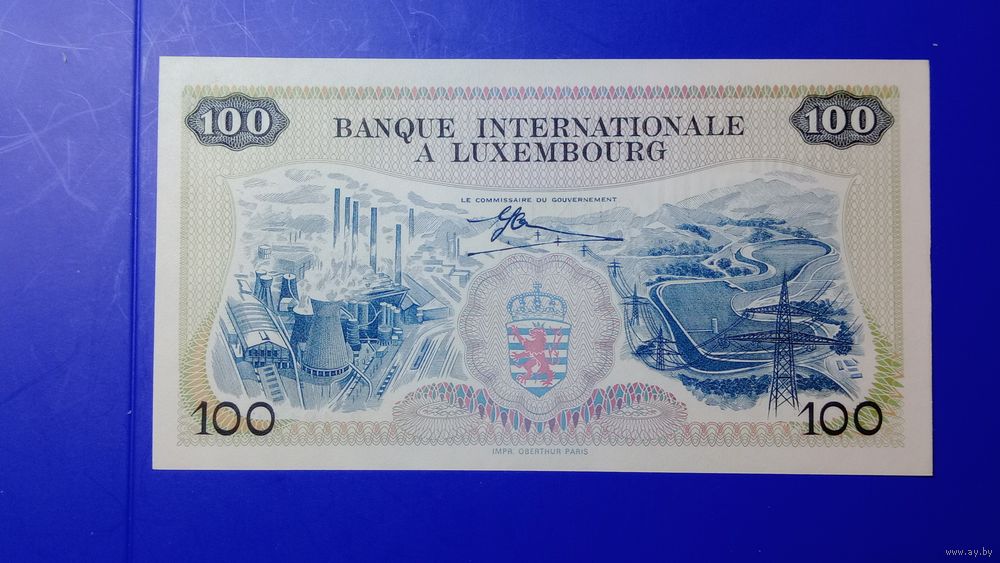 100
100
BANQUE INTERNATIONALE
A LUXEMBOURG
LE COMMISSAIRE DU GOUVERNEMENT
100
100
IMPR. OBERTHUR PARIS
www.ay.by